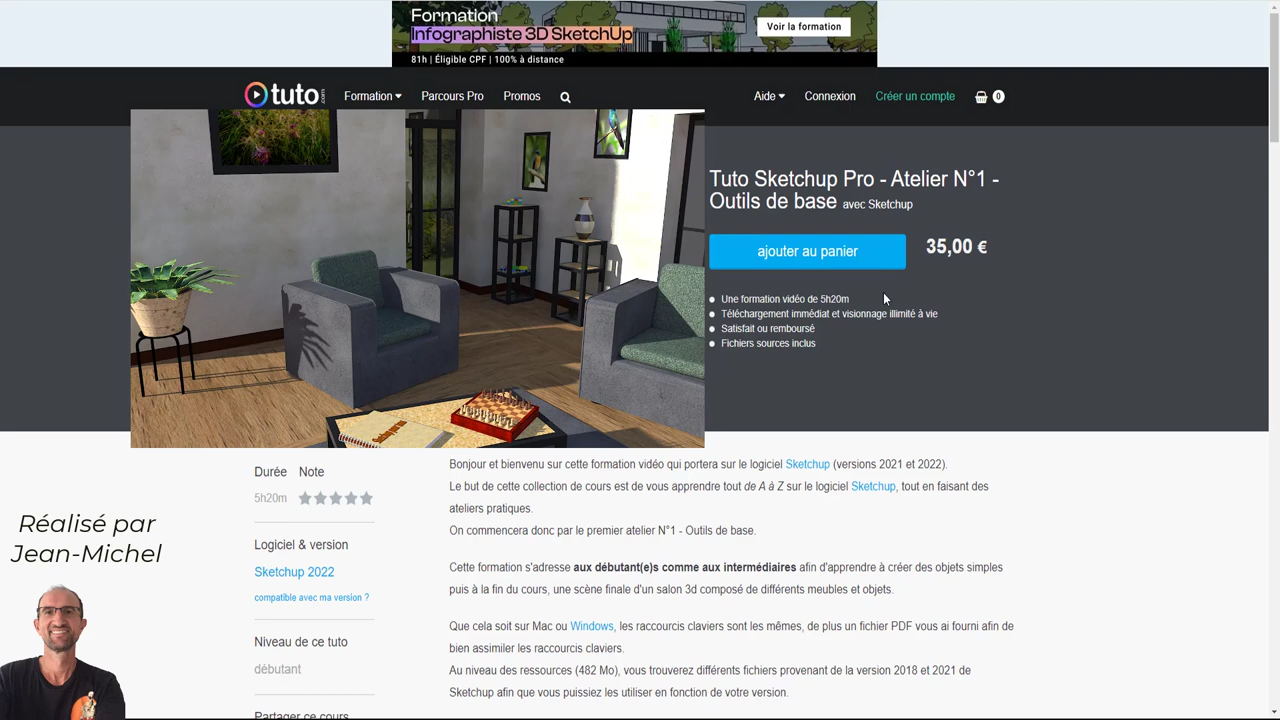 Formation
Infographiste 3D SketchUp
81h | Éligible CPF | 100% à distance
Voir la formation
tuto.com
Formation
Parcours Pro
Promos
Aide
Connexion
Créer un compte
0
Tuto Sketchup Pro - Atelier N°1 -
Outils de base avec Sketchup
ajouter au panier
35,00 €
Une formation vidéo de 5h20m
Téléchargement immédiat et visionnage illimité à vie
Satisfait ou remboursé
Fichiers sources inclus
Durée Note
5h20m
Logiciel & version
Sketchup 2022
compatible avec ma version ?
Niveau de ce tuto
débutant
Partager ce cours
Bonjour et bienvenu sur cette formation vidéo qui portera sur le logiciel Sketchup (versions 2021 et 2022).
Le but de cette collection de cours est de vous apprendre tout de A à Z sur le logiciel Sketchup, tout en faisant des
ateliers pratiques.
On commencera donc par le premier atelier N°1 - Outils de base.
Cette formation s'adresse aux débutant(e)s comme aux intermédiaires afin d'apprendre à créer des objets simples
puis à la fin du cours, une scène finale d'un salon 3d composé de différents meubles et objets.
Que cela soit sur Mac ou Windows, les raccourcis claviers sont les mêmes, de plus un fichier PDF vous ai fourni afin de
bien assimiler les raccourcis claviers.
Au niveau des ressources (482 Mo), vous trouverez différents fichiers provenant de la version 2018 et 2021 de
Sketchup afin que vous puissiez les utiliser en fonction de votre version.
Réalisé par
Jean-Michel